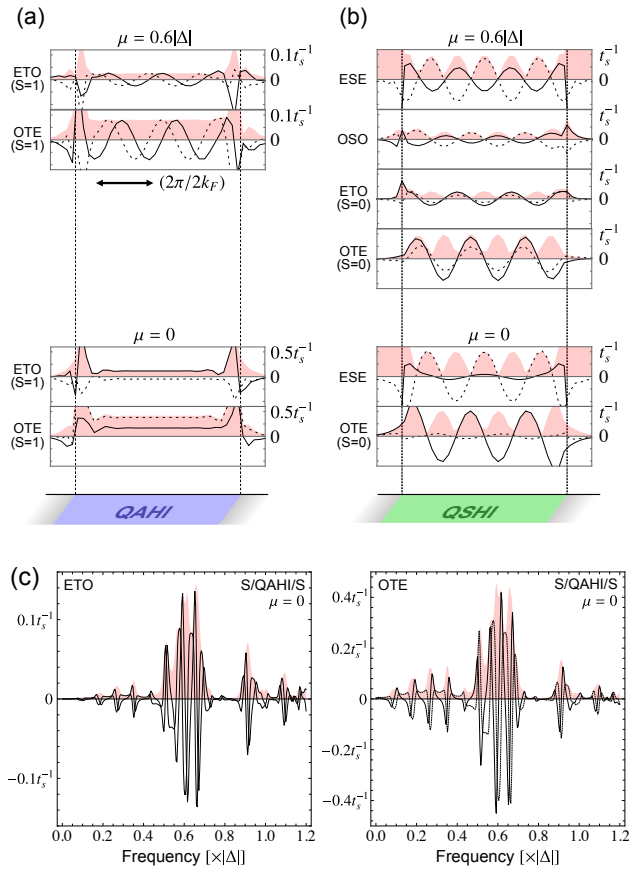 (a)
μ = 0.6|Δ|
ETO
(S=1)
0.1t_s^{-1}
0
OTE
(S=1)
0.1t_s^{-1}
0
(2π/2k_F)
μ = 0
ETO
(S=1)
0.5t_s^{-1}
0
OTE
(S=1)
0.5t_s^{-1}
0
QAHI
(b)
μ = 0.6|Δ|
ESE
t_s^{-1}
0
OSO
t_s^{-1}
0
ETO
(S=0)
t_s^{-1}
0
OTE
(S=0)
t_s^{-1}
0
μ = 0
ESE
t_s^{-1}
0
OTE
(S=0)
t_s^{-1}
0
QSHI
(c)
ETO S/QAHI/S
μ = 0
0.1t_s^{-1}
0
−0.1t_s^{-1}
0.0 0.2 0.4 0.6 0.8 1.0 1.2
Frequency [×|Δ|]
OTE S/QAHI/S
μ = 0
0.4t_s^{-1}
0.2t_s^{-1}
0
−0.2t_s^{-1}
−0.4t_s^{-1}
0.0 0.2 0.4 0.6 0.8 1.0 1.2
Frequency [×|Δ|]